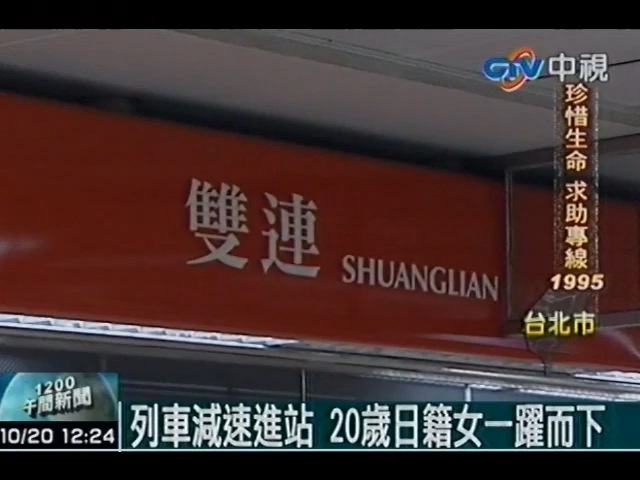 CTV中視
珍惜生命 求助專線
1995
台北市
雙連 SHUANGLIAN
1200
午間新聞
10/20 12:24
列車減速進站 20歲日籍女一躍而下